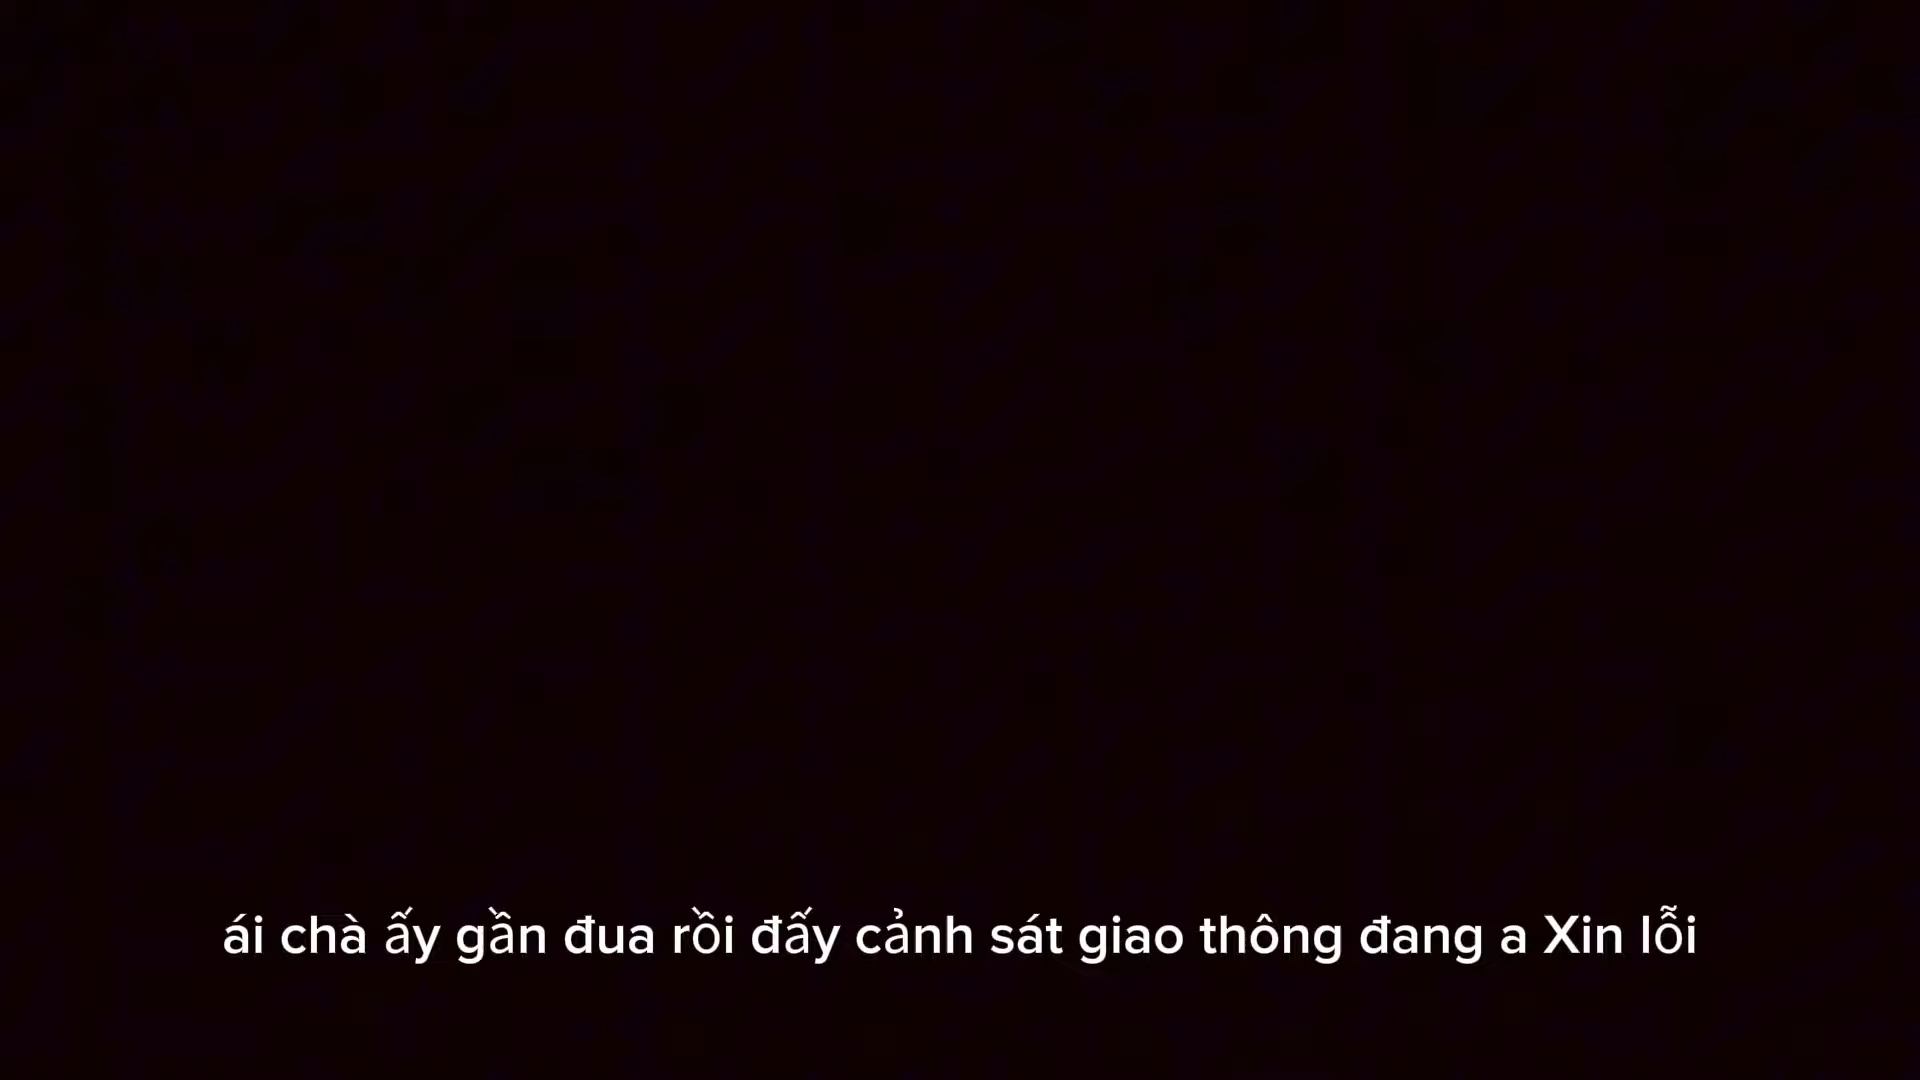 ái chà ấy gần đua rồi đấy cảnh sát giao thông đang a Xin lỗi